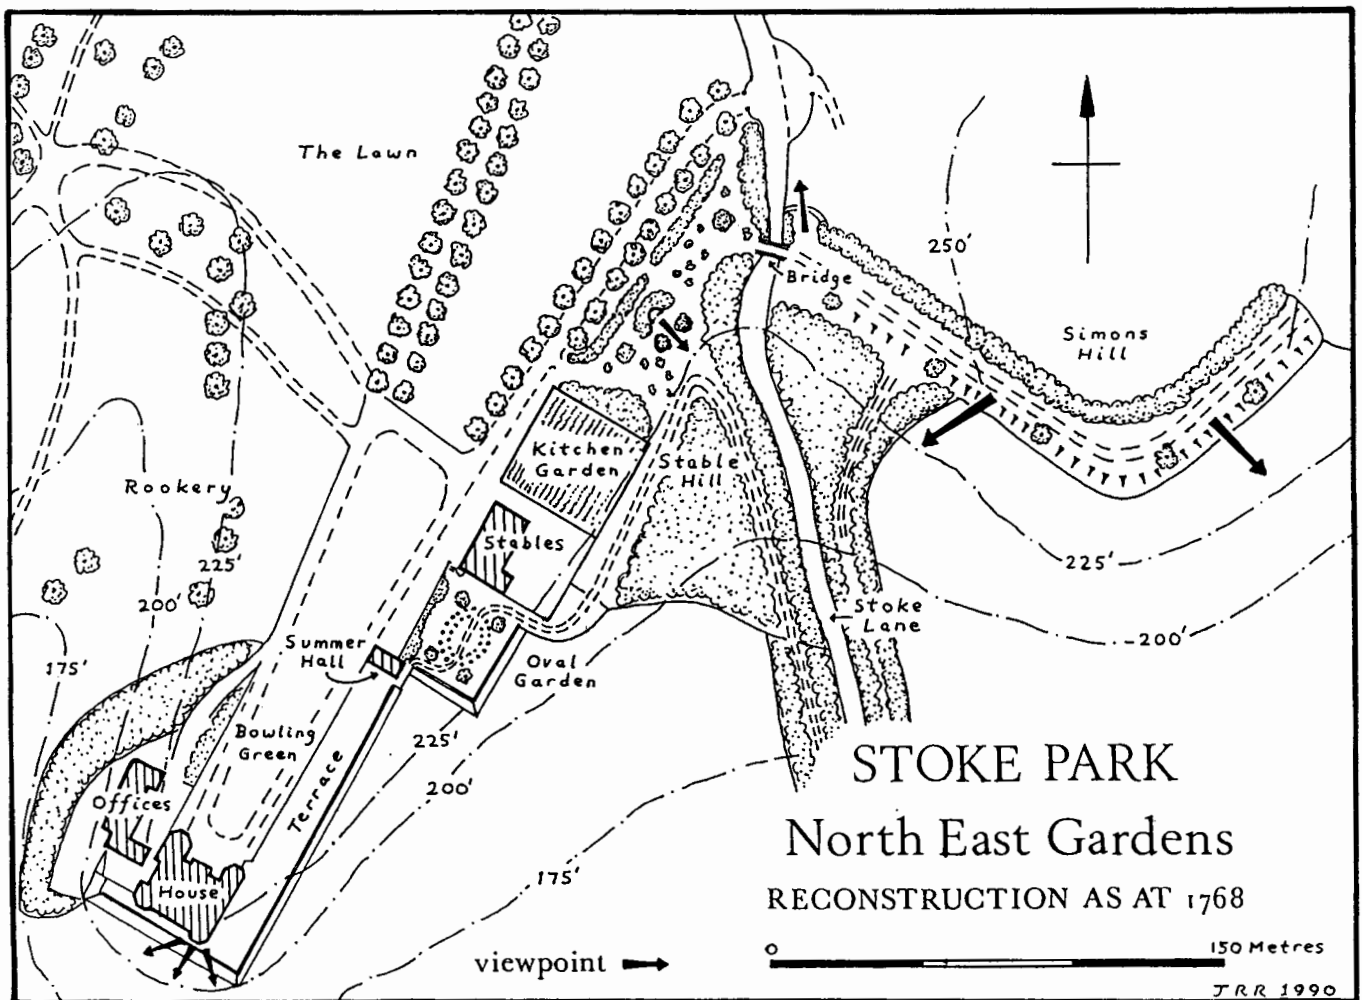 The Lawn
250'
B
Bridge
Simons
Hill
Kitchen
Garden
Stable
Hill
Rookery
Stables
225'
200'
225'
Stoke
Lane
200'
Summer
Hall
175'
Oval
Garden
Bowling
Green
225'
200'
Terrace
Offices
175'
House
STOKE PARK
North East Gardens
RECONSTRUCTION AS AT 1768
0 150 Metres
viewpoint
JRR 1990